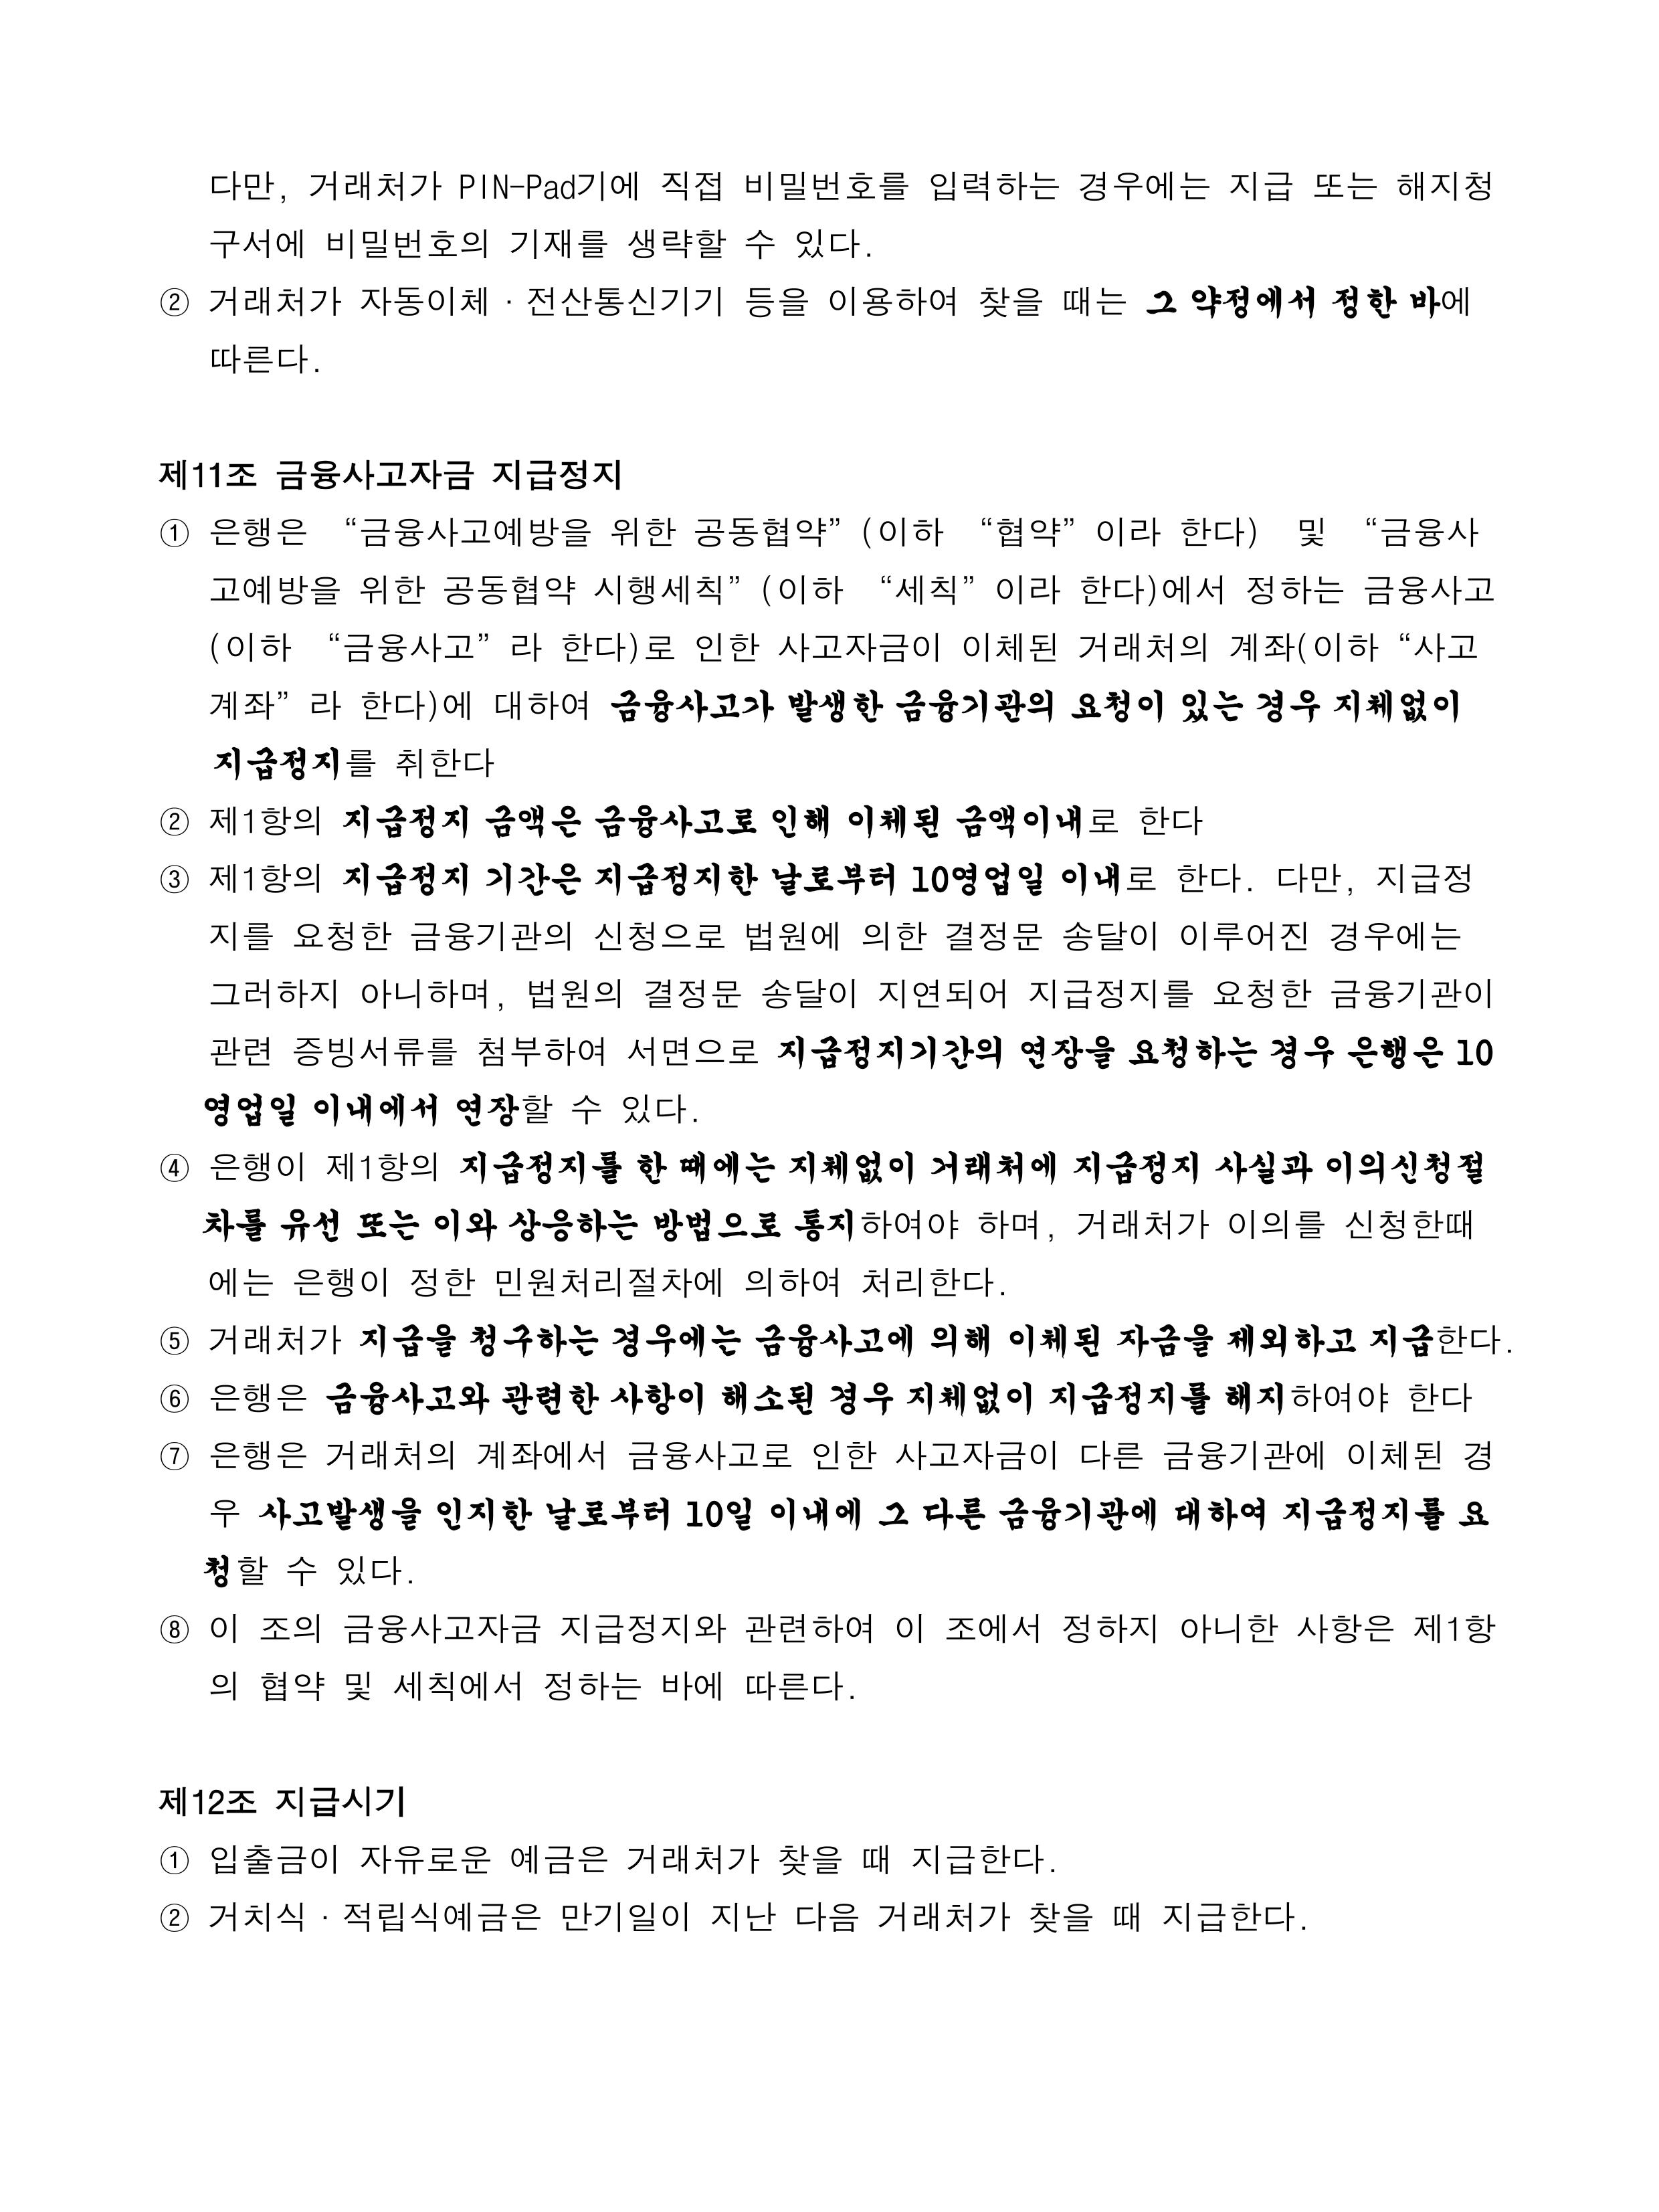 다만, 거래처가 PIN-Pad기에 직접 비밀번호를 입력하는 경우에는 지급 또는 해지청
구서에 비밀번호의 기재를 생략할 수 있다.
② 거래처가 자동이체·전산통신기기 등을 이용하여 찾을 때는 그 약정에서 정한 바에
따른다.
제11조 금융사고자금 지급정지
① 은행은 “금융사고예방을 위한 공동협약”(이하 “협약”이라 한다) 및 “금융사
고예방을 위한 공동협약 시행세칙”(이하 “세칙”이라 한다)에서 정하는 금융사고
(이하 “금융사고”라 한다)로 인한 사고자금이 이체된 거래처의 계좌(이하 “사고
계좌”라 한다)에 대하여 금융사고가 발생한 금융기관의 요청이 있는 경우 지체없이
지급정지를 취한다
② 제1항의 지급정지 금액은 금융사고로 인해 이체된 금액이내로 한다
③ 제1항의 지급정지 기간은 지급정지한 날로부터 10영업일 이내로 한다. 다만, 지급정
지를 요청한 금융기관의 신청으로 법원에 의한 결정문 송달이 이루어진 경우에는
그러하지 아니하며, 법원의 결정문 송달이 지연되어 지급정지를 요청한 금융기관이
관련 증빙서류를 첨부하여 서면으로 지급정지기간의 연장을 요청하는 경우 은행은 10
영업일 이내에서 연장할 수 있다.
④ 은행이 제1항의 지급정지를 한 때에는 지체없이 거래처에 지급정지 사실과 이의신청절
차를 유선 또는 이와 상응하는 방법으로 통지하여야 하며, 거래처가 이의를 신청한때
에는 은행이 정한 민원처리절차에 의하여 처리한다.
⑤ 거래처가 지급을 청구하는 경우에는 금융사고에 의해 이체된 자금을 제외하고 지급한다.
⑥ 은행은 금융사고와 관련한 사항이 해소된 경우 지체없이 지급정지를 해지하여야 한다
⑦ 은행은 거래처의 계좌에서 금융사고로 인한 사고자금이 다른 금융기관에 이체된 경
우 사고발생을 인지한 날로부터 10일 이내에 그 다른 금융기관에 대하여 지급정지를 요
청할 수 있다.
⑧ 이 조의 금융사고자금 지급정지와 관련하여 이 조에서 정하지 아니한 사항은 제1항
의 협약 및 세칙에서 정하는 바에 따른다.
제12조 지급시기
① 입출금이 자유로운 예금은 거래처가 찾을 때 지급한다.
② 거치식·적립식예금은 만기일이 지난 다음 거래처가 찾을 때 지급한다.